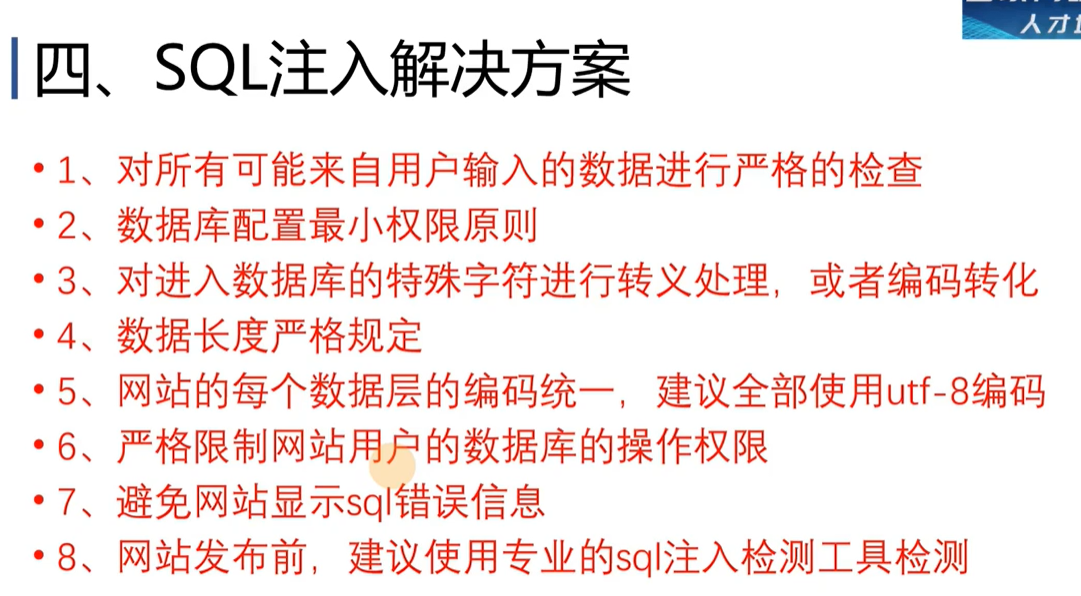 人才
四、SQL注入解决方案
• 1、对所有可能来自用户输入的数据进行严格的检查
• 2、数据库配置最小权限原则
• 3、对进入数据库的特殊字符进行转义处理，或者编码转化
• 4、数据长度严格规定
• 5、网站的每个数据层的编码统一，建议全部使用utf-8编码
• 6、严格限制网站用户的数据库的操作权限
• 7、避免网站显示sql错误信息
• 8、网站发布前，建议使用专业的sql注入检测工具检测